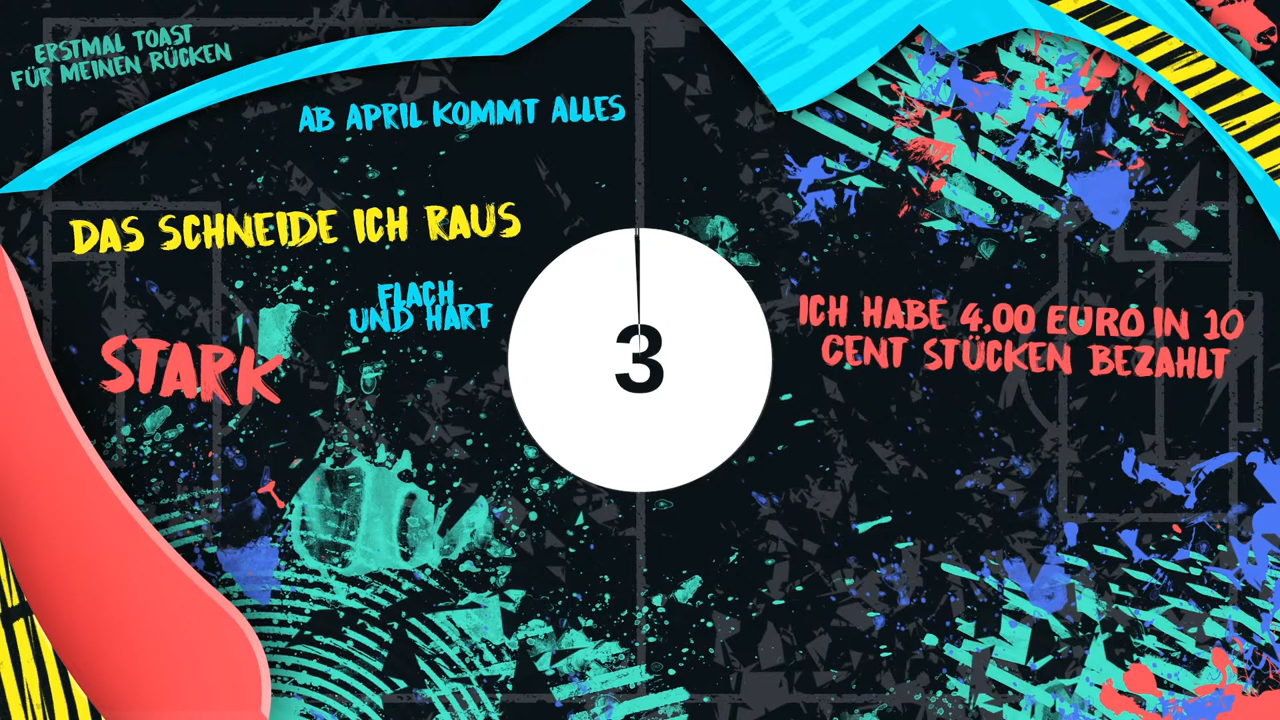 ERSTMAL TOAST
FÜR MEINEN RÜCKEN
AB APRIL KOMMT ALLES
DAS SCHNEIDE ICH RAUS
FLACH
UND HART
STARK
3
ICH HABE 4,00 EURO IN 10
CENT STÜCKEN BEZAHLT